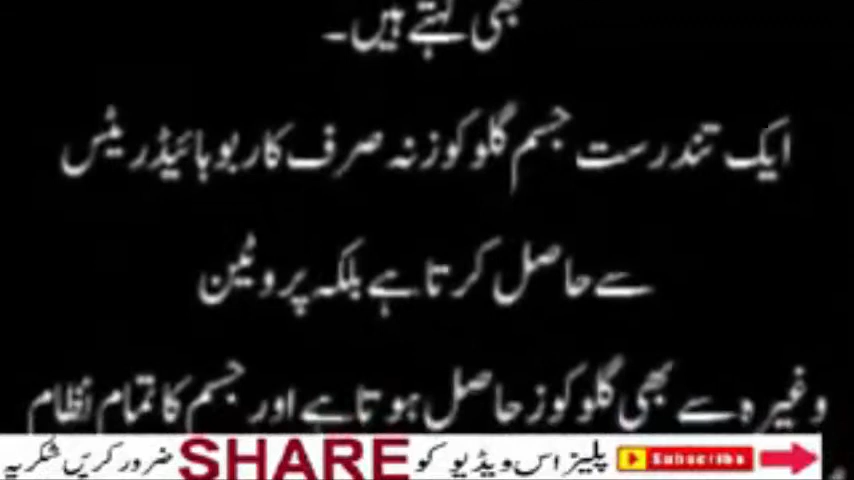 بھی کہتے ہیں۔
ایک تندرست جسم گلوکوز نہ صرف کاربوہائیڈریٹس
سے حاصل کرتا ہے بلکہ پروٹین
وغیرہ سے بھی گلوکوز حاصل ہوتا ہے اور جسم کا تمام نظام
پلیز اس ویڈیو کو SHARE ضرور کریں شکریہ
Subscribe